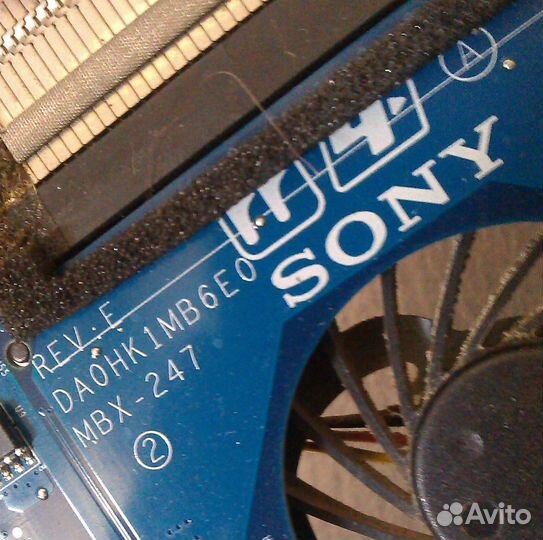 (A)
SONY
REV.E
DA0HK1MB6E0
MBX-247
2
Avito